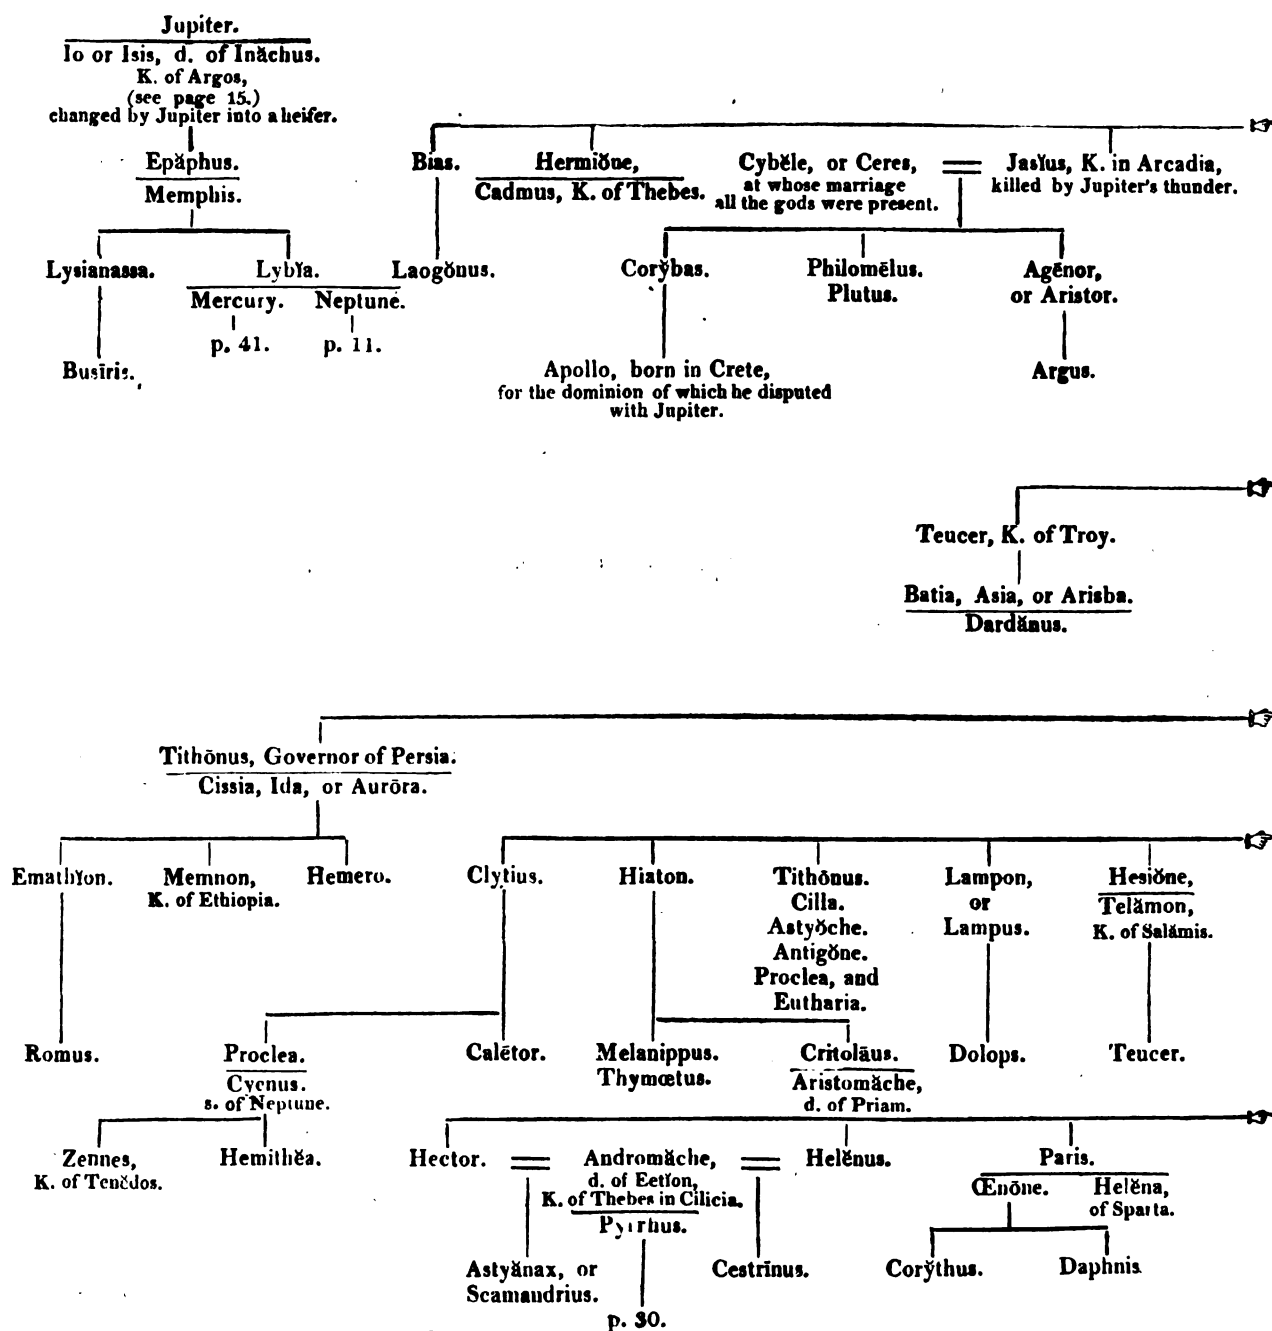 Jupiter.
Io or Isis, d. of Inăchus.
K. of Argos,
(see page 15.)
changed by Jupiter into a heifer.
Epăphus.
Memphis.
Bias.
Hermiŏne,
Cadmus, K. of Thebes.
Cybĕle, or Ceres,
at whose marriage
all the gods were present.
Jasĭus, K. in Arcadia,
killed by Jupiter's thunder.
Lysianassa.
Lybĭa.
Mercury. Neptune.
p. 41. p. 11.
Laogŏnus.
Corўbas.
Philomēlus.
Plutus.
Agēnor,
or Aristor.
Busīris.
Apollo, born in Crete,
for the dominion of which he disputed
with Jupiter.
Argus.
Teucer, K. of Troy.
Batia, Asia, or Arisba.
Dardănus.
Tithōnus, Governor of Persia.
Cissia, Ida, or Aurōra.
Emathĭon.
Memnon,
K. of Ethiopia.
Hemero.
Clytius.
Hiaton.
Tithōnus.
Cilla.
Astyŏche.
Antigŏne.
Proclea, and
Eutharia.
Lampon,
or
Lampus.
Hesiŏne,
Telămon,
K. of Salămis.
Romus.
Proclea.
Cycnus.
s. of Neptune.
Calētor.
Melanippus.
Thymœtus.
Critolāus.
Aristomăche,
d. of Priam.
Dolops.
Teucer.
Zennes,
K. of Tenĕdos.
Hemithĕa.
Hector.
Andromăche,
d. of Eetĭon,
K. of Thebes in Cilicia.
Pyrrhus.
Helĕnus.
Paris.
Œnōne.
Helĕna,
of Sparta.
Astyănax, or
Scamandrius.
p. 30.
Cestrīnus.
Corўthus.
Daphnis